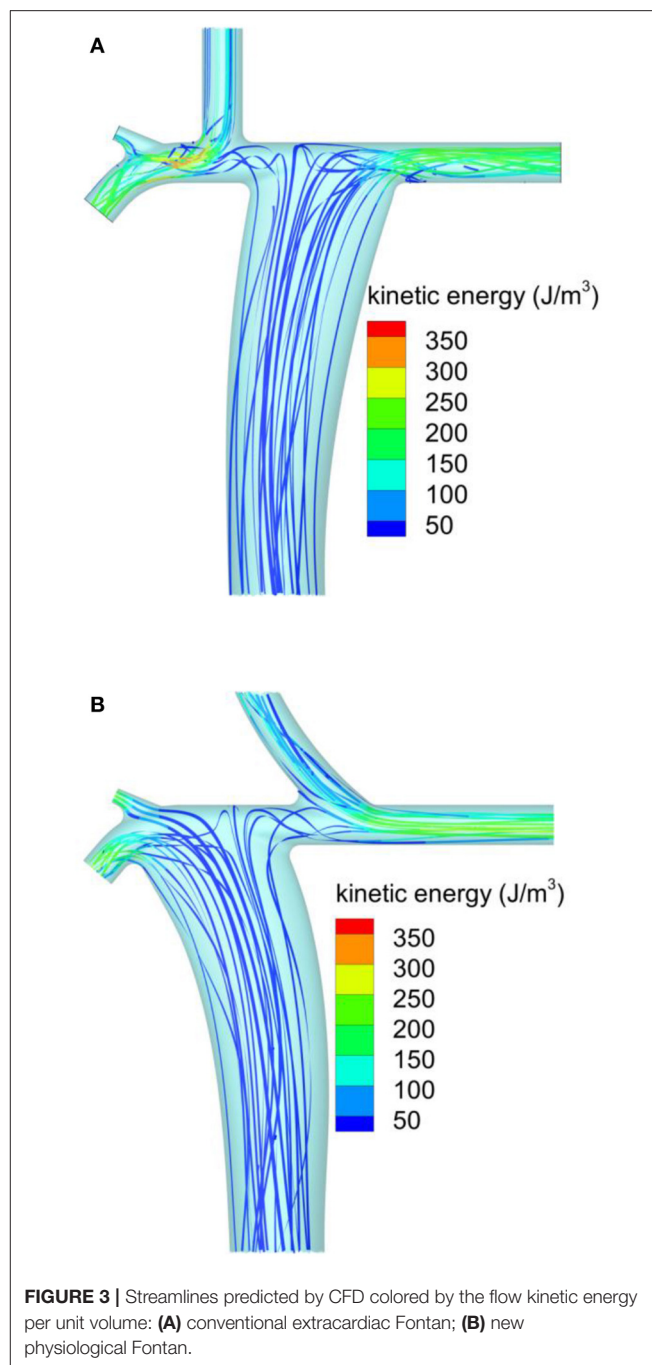 A
kinetic energy (J/m³)
350
300
250
200
150
100
50
B
kinetic energy (J/m³)
350
300
250
200
150
100
50
FIGURE 3 | Streamlines predicted by CFD colored by the flow kinetic energy
per unit volume: (A) conventional extracardiac Fontan; (B) new
physiological Fontan.